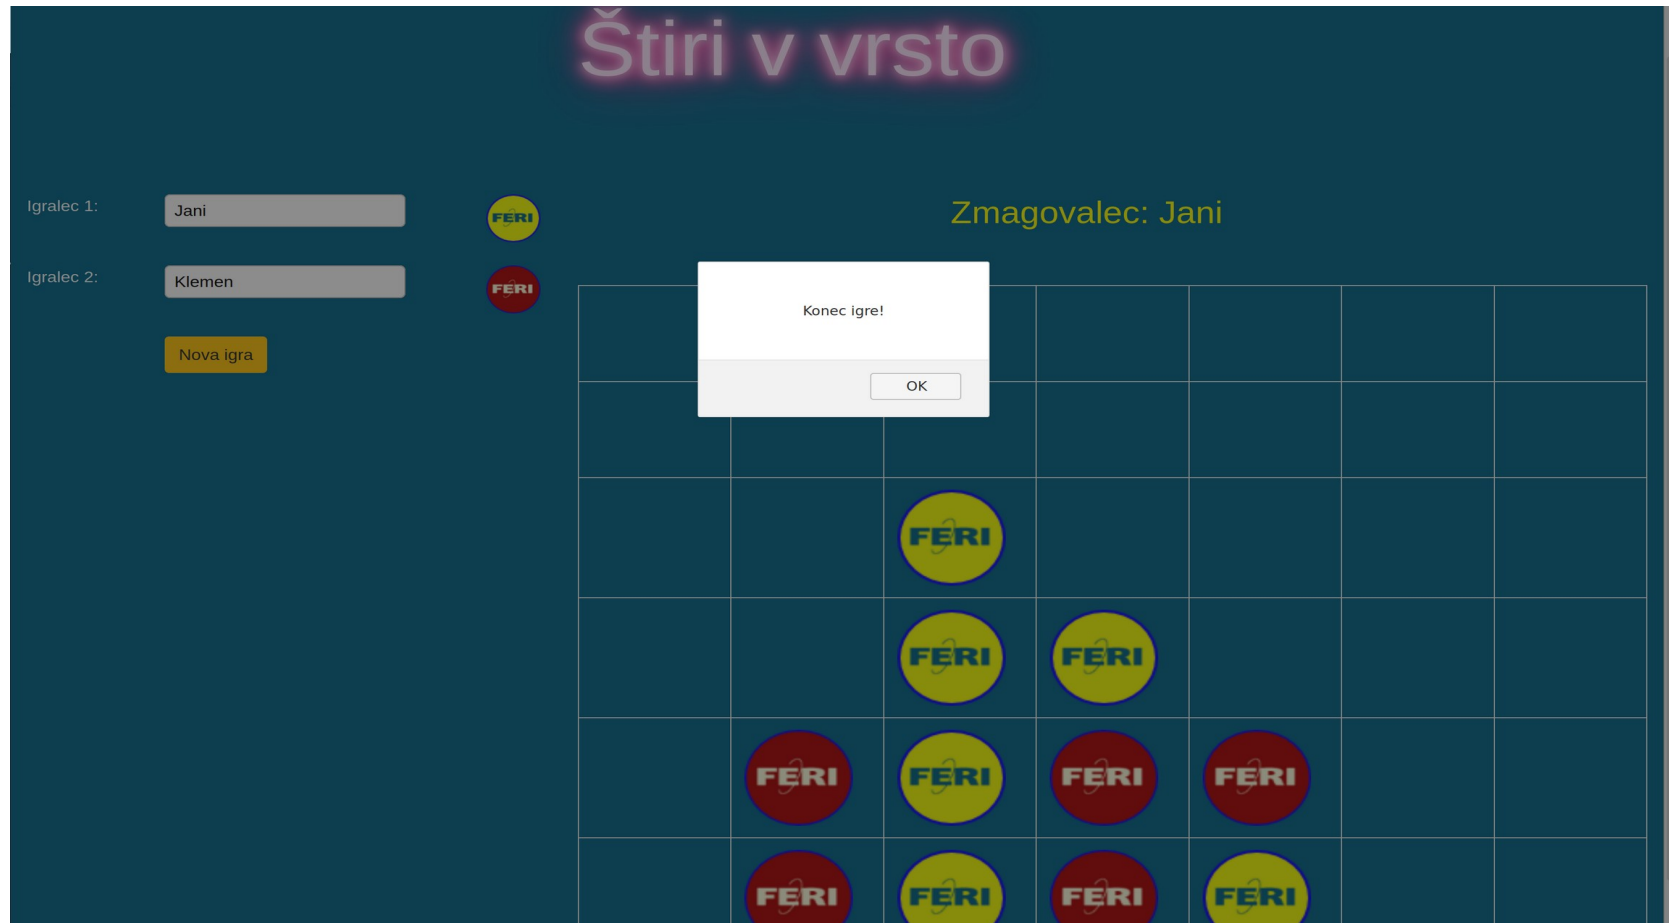 Štiri v vrsto
Igralec 1:
Jani
FERI
Zmagovalec: Jani
Igralec 2:
Klemen
FERI
Konec igre!
Nova igra
OK
FERI
FERI FERI
FERI FERI FERI FERI
FERI FERI FERI FERI